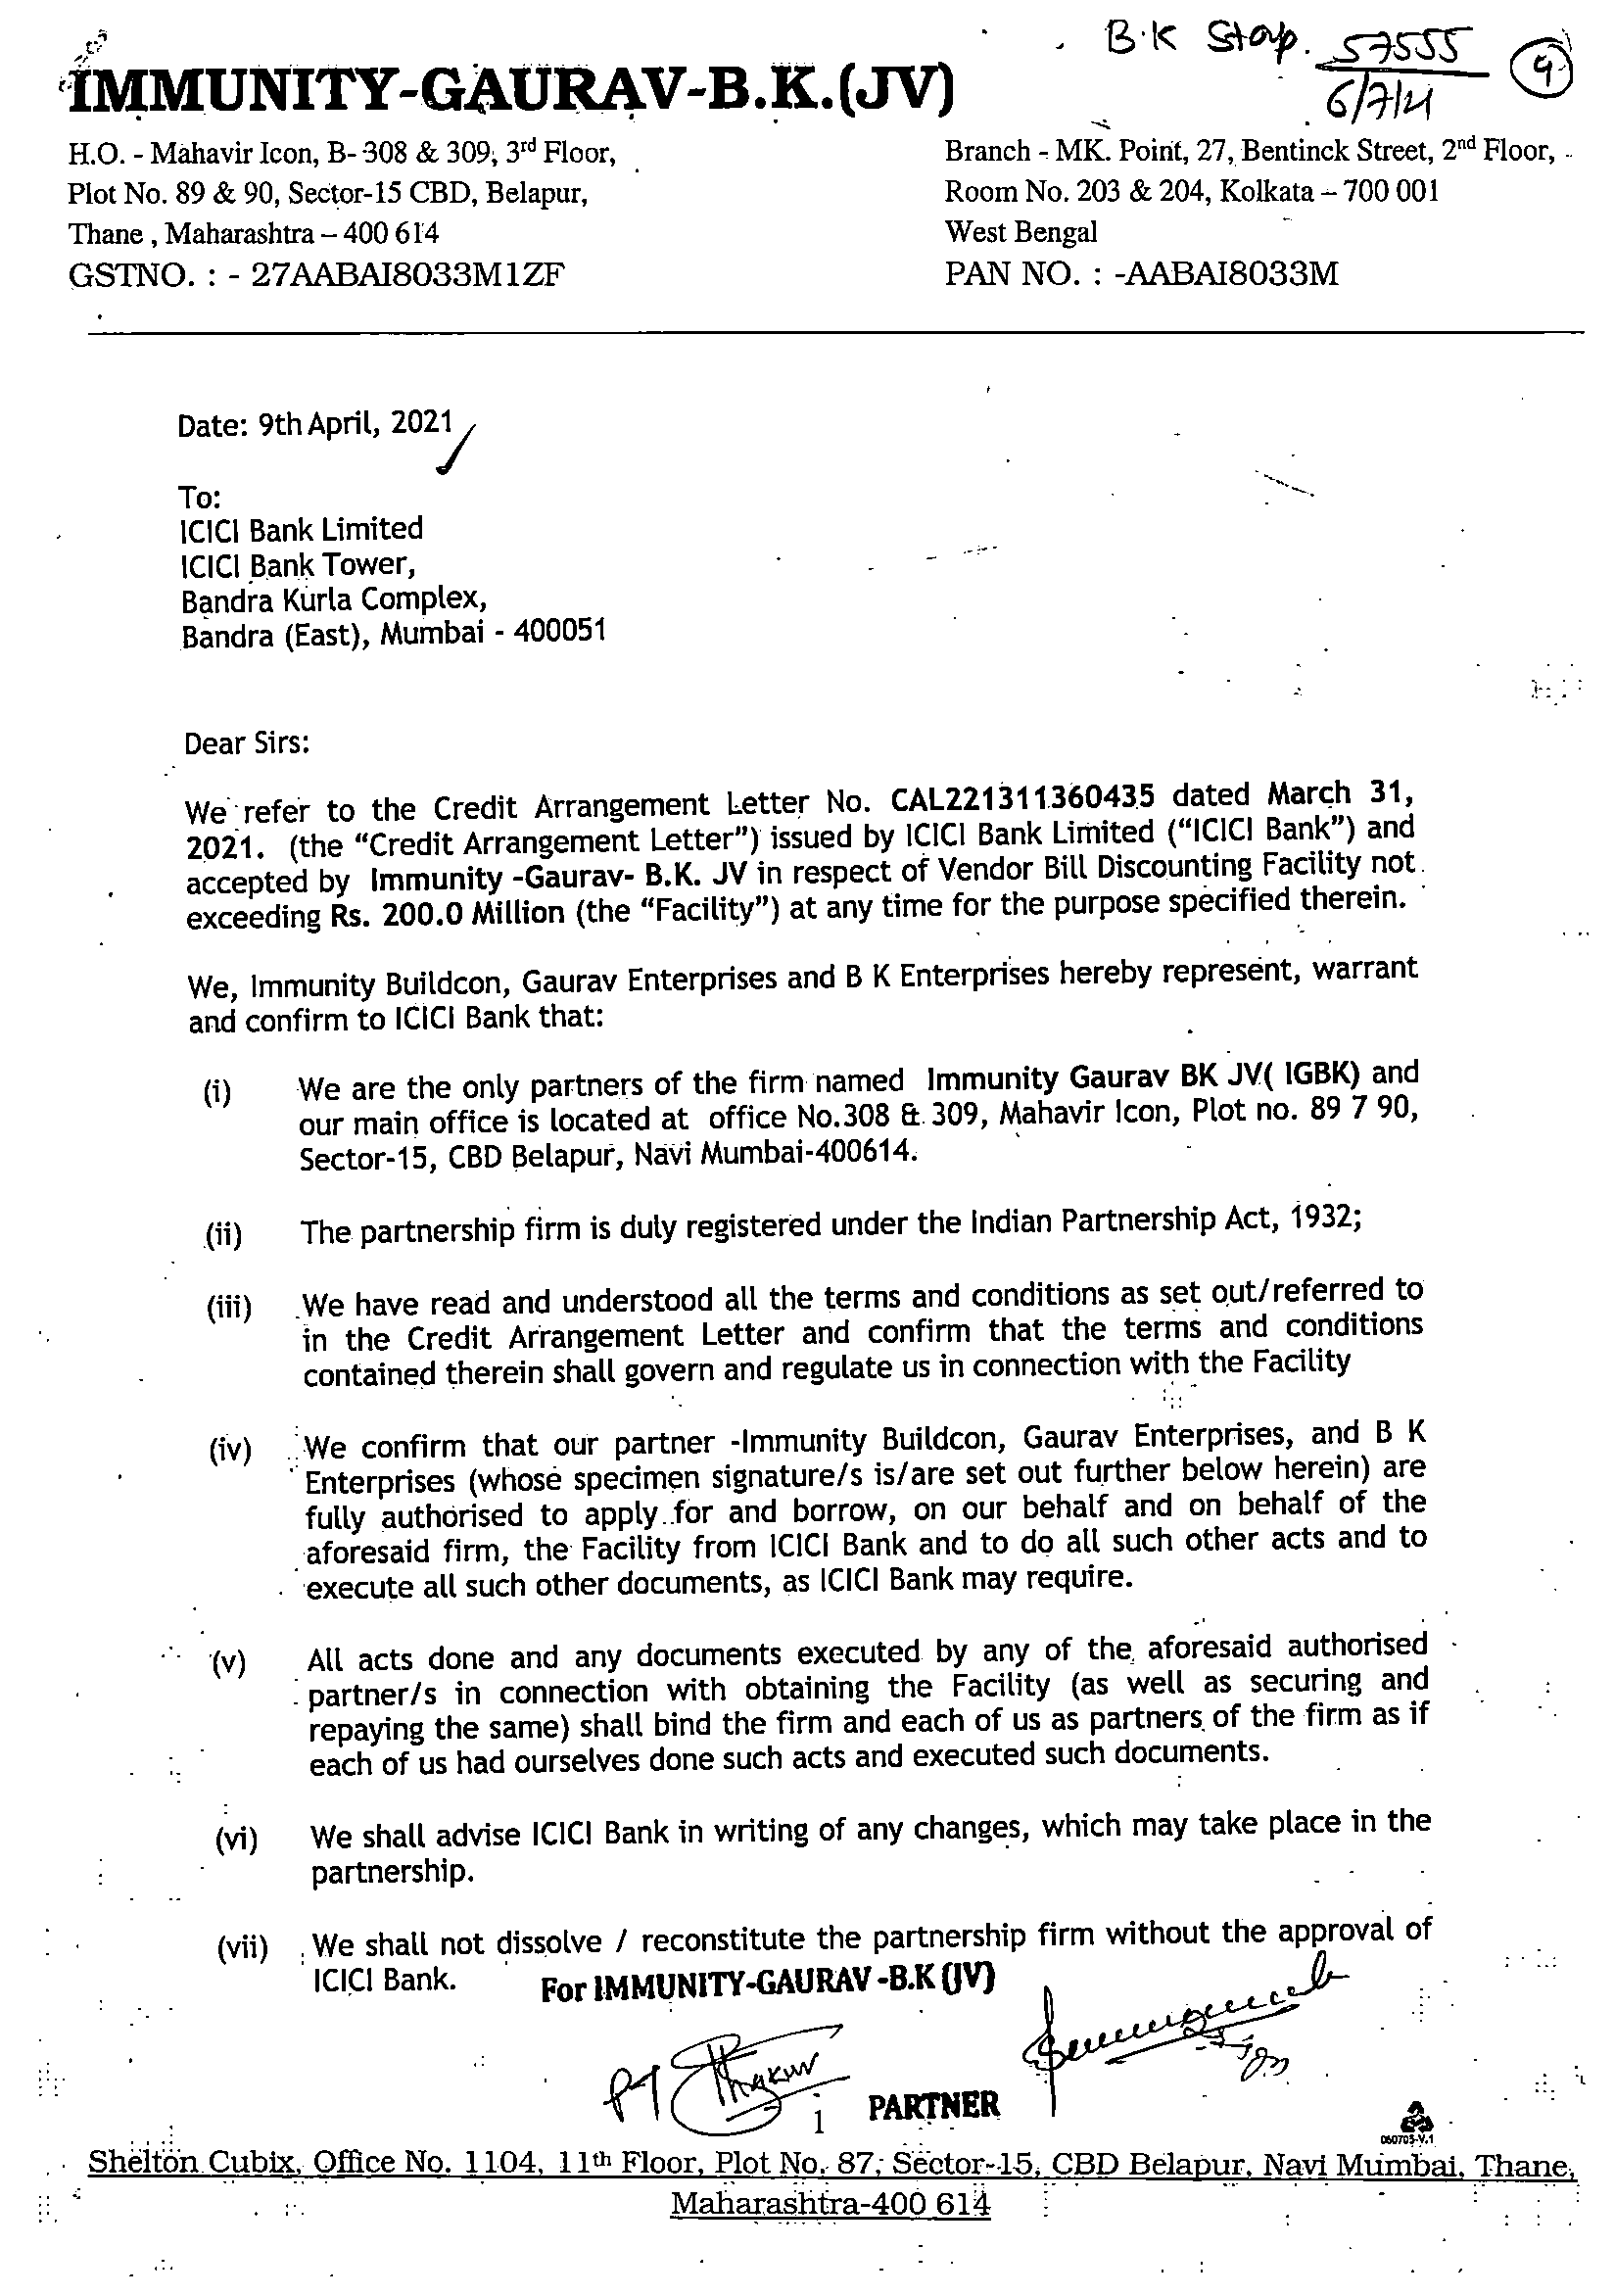 B.K Stap. 57555
6/7/21
9
IMMUNITY-GAURAV-B.K.(JV)
H.O. - Mahavir Icon, B- 308 & 309, 3rd Floor,
Plot No. 89 & 90, Sector-15 CBD, Belapur,
Thane , Maharashtra – 400 614
GSTNO. : - 27AABAI8033M1ZF
Branch - MK. Point, 27, Bentinck Street, 2nd Floor,
Room No. 203 & 204, Kolkata – 700 001
West Bengal
PAN NO. : -AABAI8033M
Date: 9th April, 2021
To:
ICICI Bank Limited
ICICI Bank Tower,
Bandra Kurla Complex,
Bandra (East), Mumbai - 400051
Dear Sirs:
We refer to the Credit Arrangement Letter No. CAL221311360435 dated March 31,
2021. (the “Credit Arrangement Letter”) issued by ICICI Bank Limited (“ICICI Bank”) and
accepted by Immunity -Gaurav- B.K. JV in respect of Vendor Bill Discounting Facility not
exceeding Rs. 200.0 Million (the “Facility”) at any time for the purpose specified therein.
We, Immunity Buildcon, Gaurav Enterprises and B K Enterprises hereby represent, warrant
and confirm to ICICI Bank that:
(i) We are the only partners of the firm named Immunity Gaurav BK JV( IGBK) and
our main office is located at office No.308 & 309, Mahavir Icon, Plot no. 89 7 90,
Sector-15, CBD Belapur, Navi Mumbai-400614.
(ii) The partnership firm is duly registered under the Indian Partnership Act, 1932;
(iii) We have read and understood all the terms and conditions as set out/referred to
in the Credit Arrangement Letter and confirm that the terms and conditions
contained therein shall govern and regulate us in connection with the Facility
(iv) We confirm that our partner -Immunity Buildcon, Gaurav Enterprises, and B K
Enterprises (whose specimen signature/s is/are set out further below herein) are
fully authorised to apply for and borrow, on our behalf and on behalf of the
aforesaid firm, the Facility from ICICI Bank and to do all such other acts and to
execute all such other documents, as ICICI Bank may require.
(v) All acts done and any documents executed by any of the aforesaid authorised
partner/s in connection with obtaining the Facility (as well as securing and
repaying the same) shall bind the firm and each of us as partners of the firm as if
each of us had ourselves done such acts and executed such documents.
(vi) We shall advise ICICI Bank in writing of any changes, which may take place in the
partnership.
(vii) We shall not dissolve / reconstitute the partnership firm without the approval of
ICICI Bank.
For IMMUNITY-GAURAV -B.K (JV)
Thakur
1
PARTNER
060703-V.1
Shelton Cubix, Office No. 1104, 11th Floor, Plot No. 87, Sector-15, CBD Belapur, Navi Mumbai, Thane,
Maharashtra-400 614